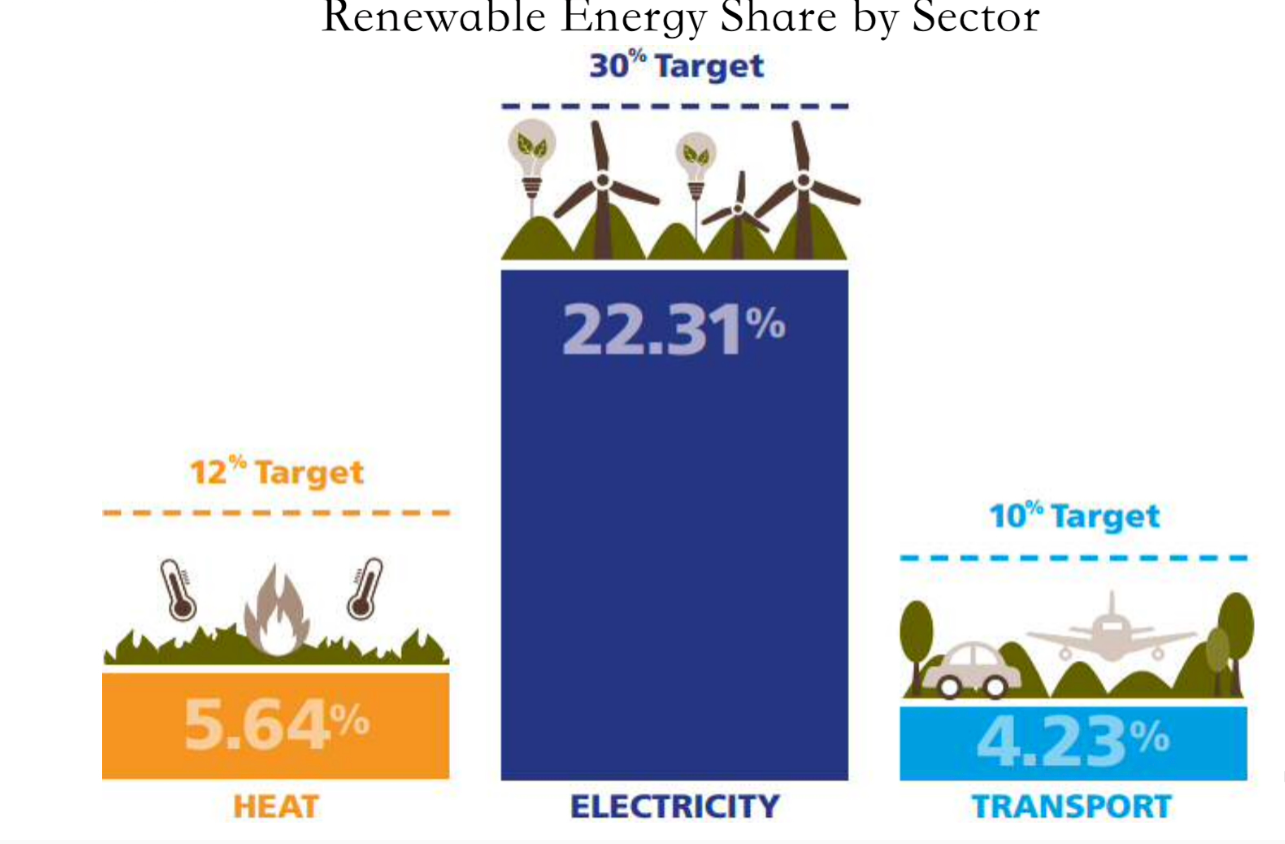 Renewable Energy Share by Sector
30% Target
22.31%
12% Target
10% Target
5.64%
4.23%
HEAT
ELECTRICITY
TRANSPORT